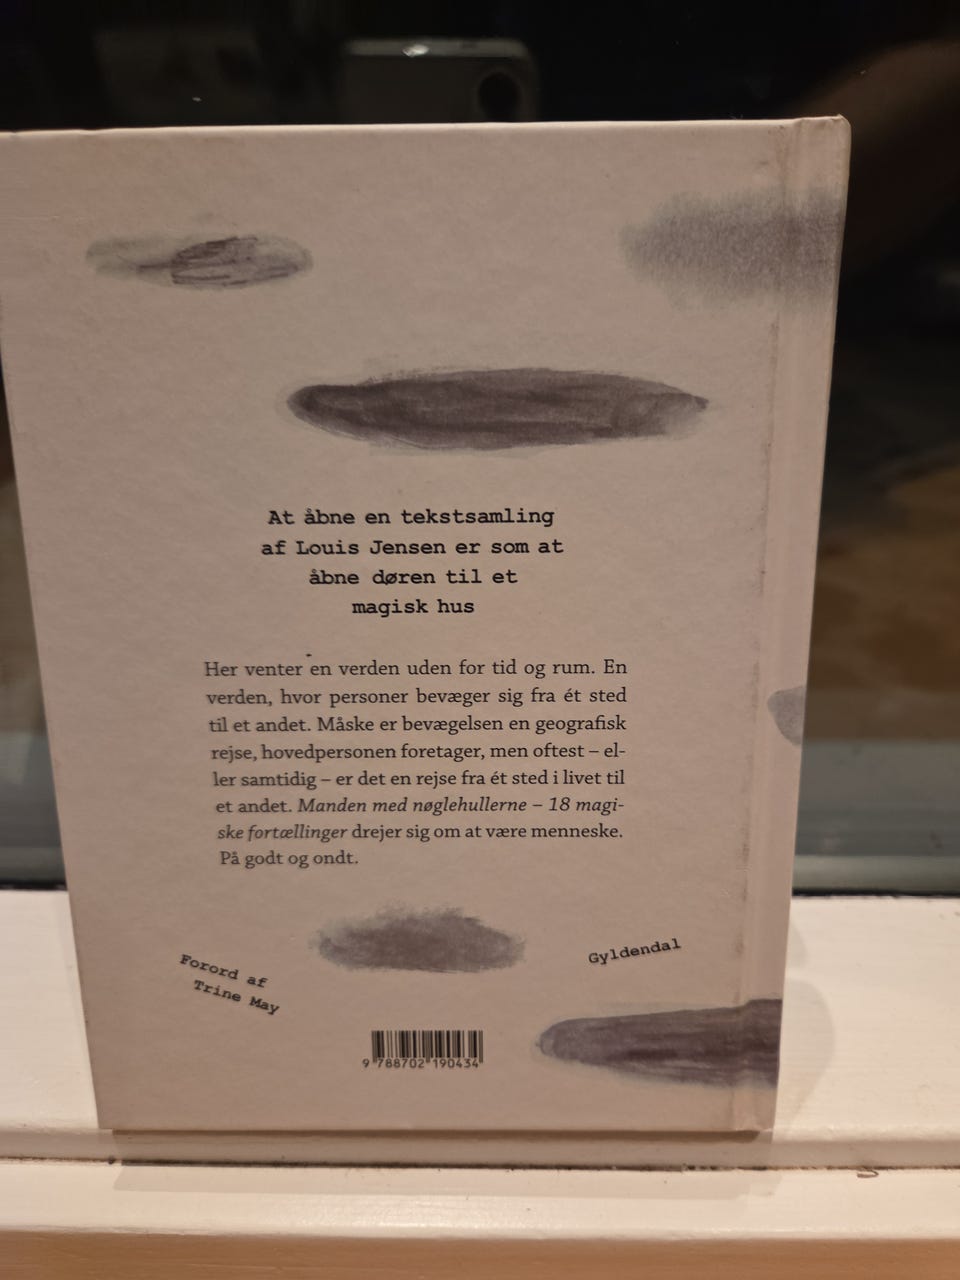 At åbne en tekstsamling
af Louis Jensen er som at
åbne døren til et
magisk hus
Her venter en verden uden for tid og rum. En
verden, hvor personer bevæger sig fra ét sted
til et andet. Måske er bevægelsen en geografisk
rejse, hovedpersonen foretager, men oftest – el-
ler samtidig – er det en rejse fra ét sted i livet til
et andet. Manden med nøglehullerne – 18 magi-
ske fortællinger drejer sig om at være menneske.
På godt og ondt.
Forord af
Trine May
Gyldendal
9 788702 190434